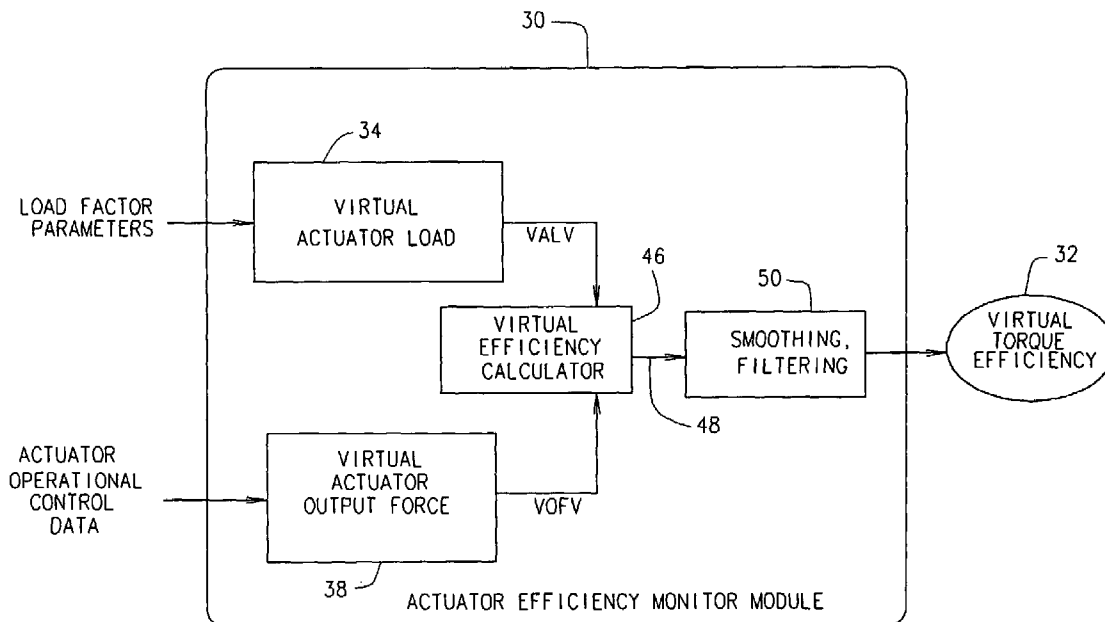 30
34
LOAD FACTOR
PARAMETERS
VIRTUAL
ACTUATOR LOAD
VALV
46
50
32
VIRTUAL
EFFICIENCY
CALCULATOR
SMOOTHING,
FILTERING
VIRTUAL
TORQUE
EFFICIENCY
48
ACTUATOR
OPERATIONAL
CONTROL
DATA
VIRTUAL
ACTUATOR
OUTPUT FORCE
VOFV
38
ACTUATOR EFFICIENCY MONITOR MODULE